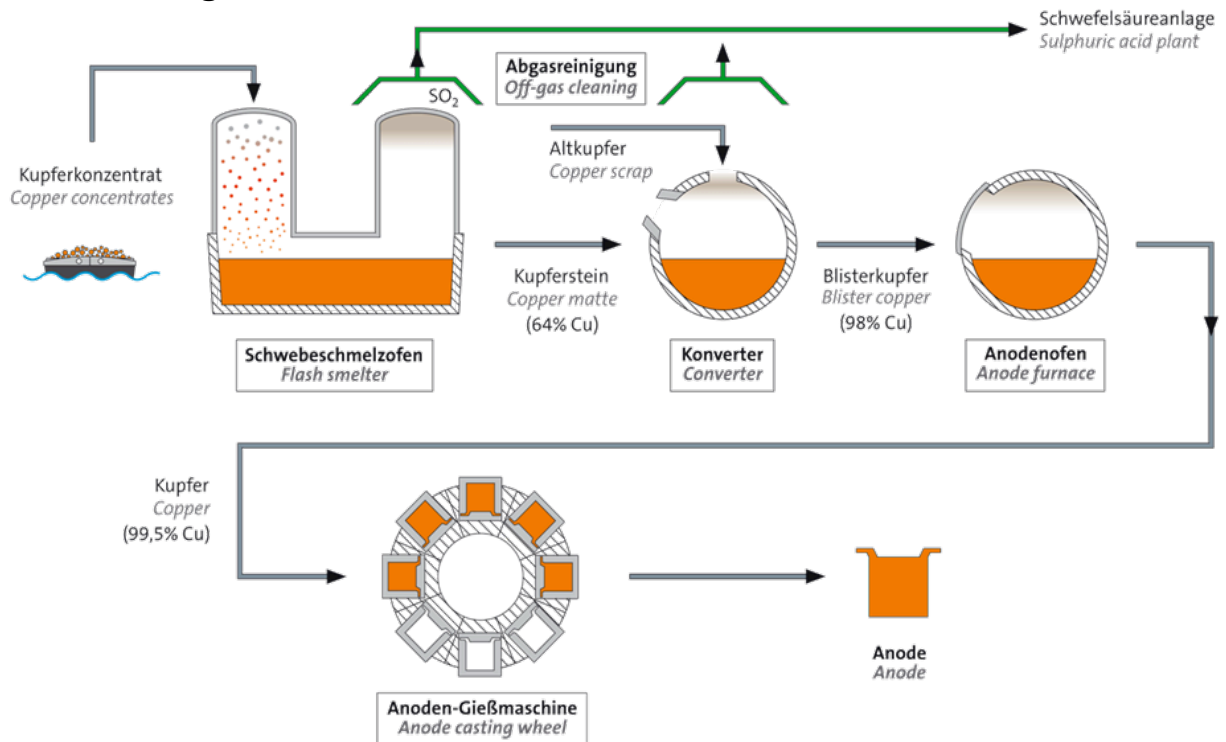 Schwefelsäureanlage
Sulphuric acid plant
Abgasreinigung
Off-gas cleaning
SO₂
Kupferkonzentrat
Copper concentrates
Altkupfer
Copper scrap
Kupferstein
Copper matte
(64% Cu)
Blisterkupfer
Blister copper
(98% Cu)
Schwebeschmelzofen
Flash smelter
Konverter
Converter
Anodenofen
Anode furnace
Kupfer
Copper
(99,5% Cu)
Anode
Anode
Anoden-Gießmaschine
Anode casting wheel